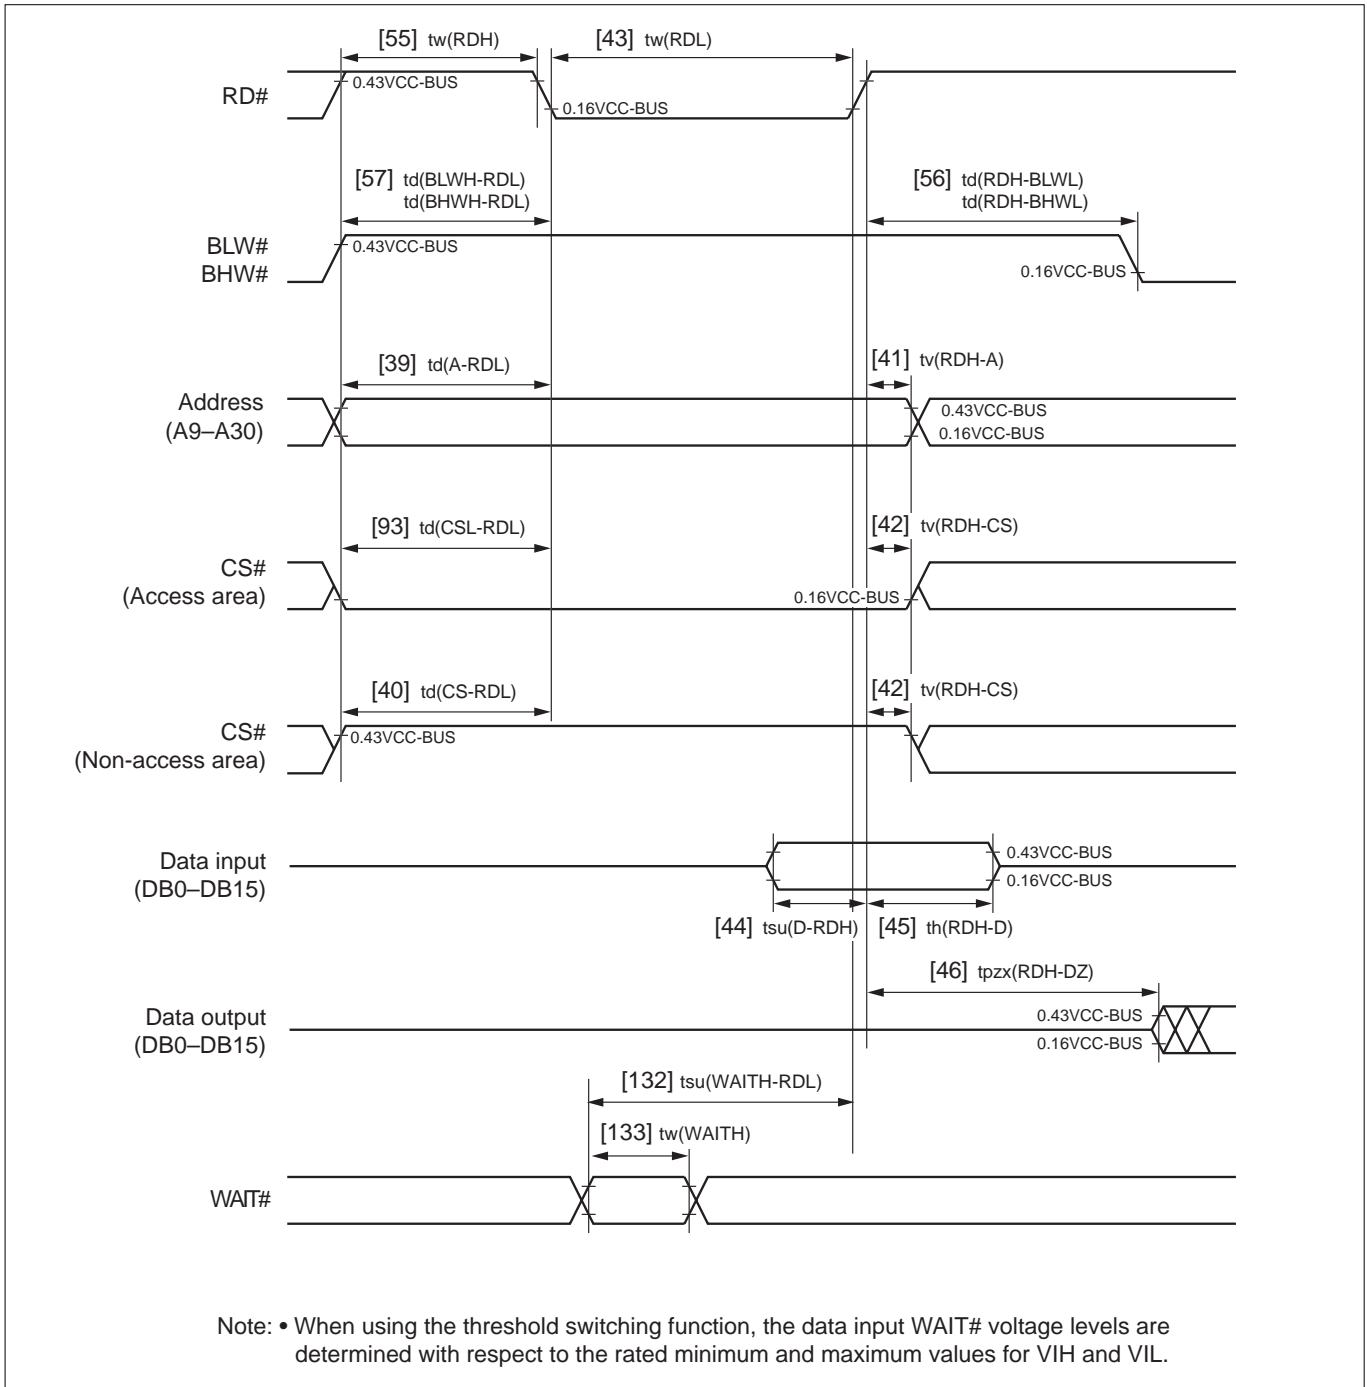 [55] tw(RDH)
[43] tw(RDL)
RD#
0.43VCC-BUS
0.16VCC-BUS
[57] td(BLWH-RDL)
td(BHWH-RDL)
[56] td(RDH-BLWL)
td(RDH-BHWL)
BLW#
BHW#
0.43VCC-BUS
0.16VCC-BUS
[39] td(A-RDL)
[41] tv(RDH-A)
Address
(A9–A30)
0.43VCC-BUS
0.16VCC-BUS
[93] td(CSL-RDL)
[42] tv(RDH-CS)
CS#
(Access area)
0.16VCC-BUS
[40] td(CS-RDL)
[42] tv(RDH-CS)
CS#
(Non-access area)
0.43VCC-BUS
Data input
(DB0–DB15)
0.43VCC-BUS
0.16VCC-BUS
[44] tsu(D-RDH)
[45] th(RDH-D)
[46] tpzx(RDH-DZ)
Data output
(DB0–DB15)
0.43VCC-BUS
0.16VCC-BUS
[132] tsu(WAITH-RDL)
[133] tw(WAITH)
WAIT#
Note: • When using the threshold switching function, the data input WAIT# voltage levels are
determined with respect to the rated minimum and maximum values for VIH and VIL.